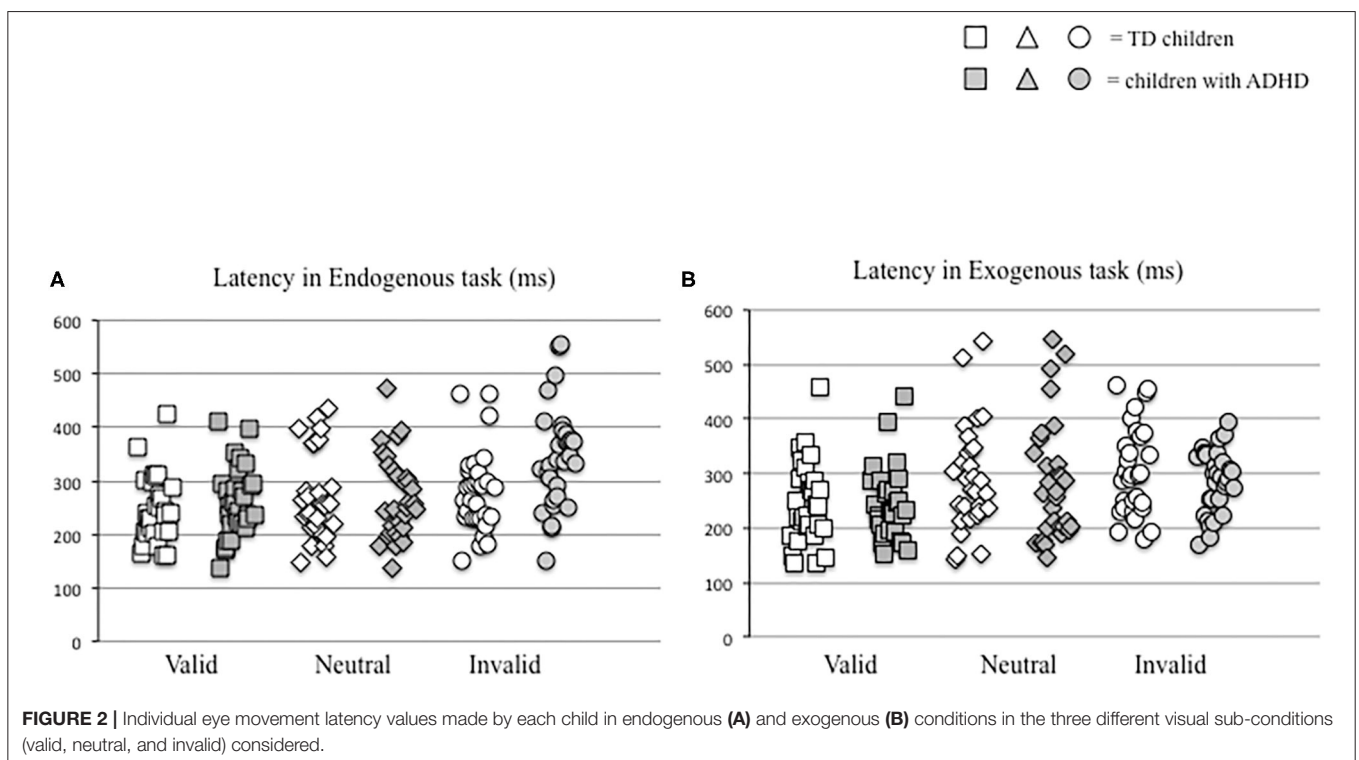 = TD children
= children with ADHD
A
Latency in Endogenous task (ms)
600
500
400
300
200
100
0
Valid Neutral Invalid
B
Latency in Exogenous task (ms)
600
500
400
300
200
100
0
Valid Neutral Invalid
FIGURE 2 | Individual eye movement latency values made by each child in endogenous (A) and exogenous (B) conditions in the three different visual sub-conditions
(valid, neutral, and invalid) considered.